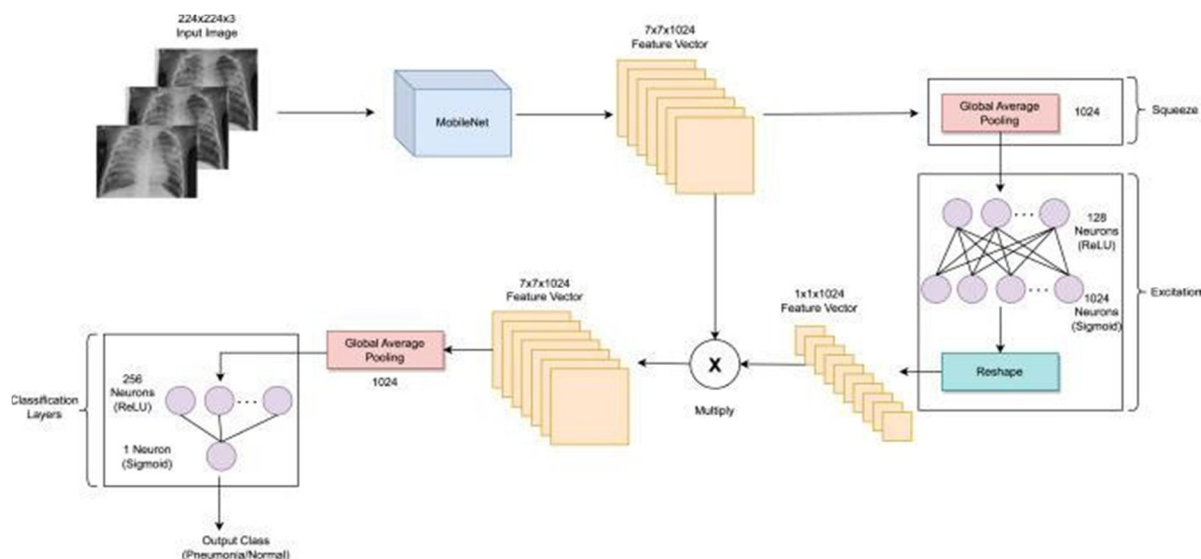 224x224x3
Input Image
MobileNet
7x7x1024
Feature Vector
Global Average
Pooling
1024
Squeeze
128
Neurons
(ReLU)
1024
Neurons
(Sigmoid)
Excitation
Reshape
1x1x1024
Feature Vector
X
Multiply
7x7x1024
Feature Vector
Global Average
Pooling
1024
256
Neurons
(ReLU)
1 Neuron
(Sigmoid)
Classification
Layers
Output Class
(Pneumonia/Normal)